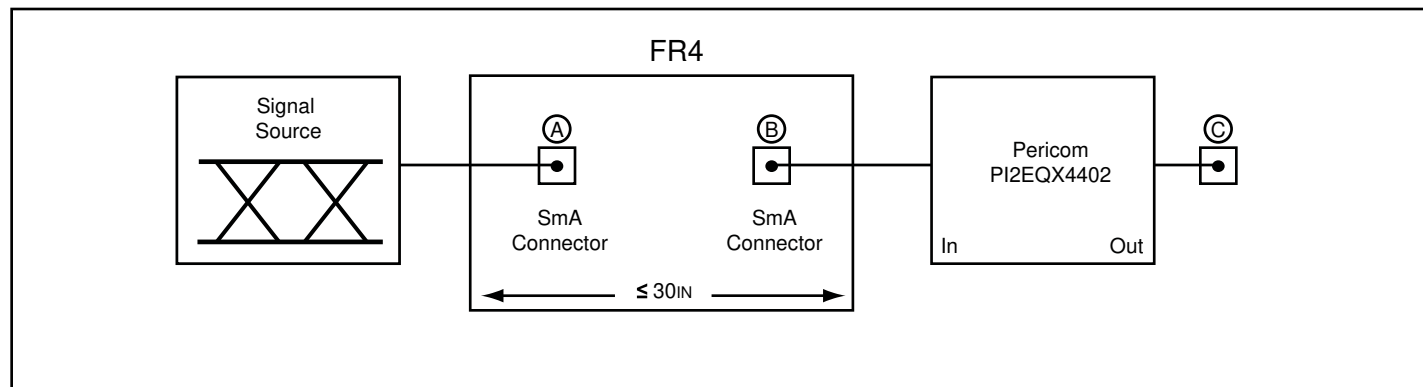 FR4
Signal
Source
A
B
C
SmA
Connector
SmA
Connector
Pericom
PI2EQX4402
In
Out
≤ 30IN